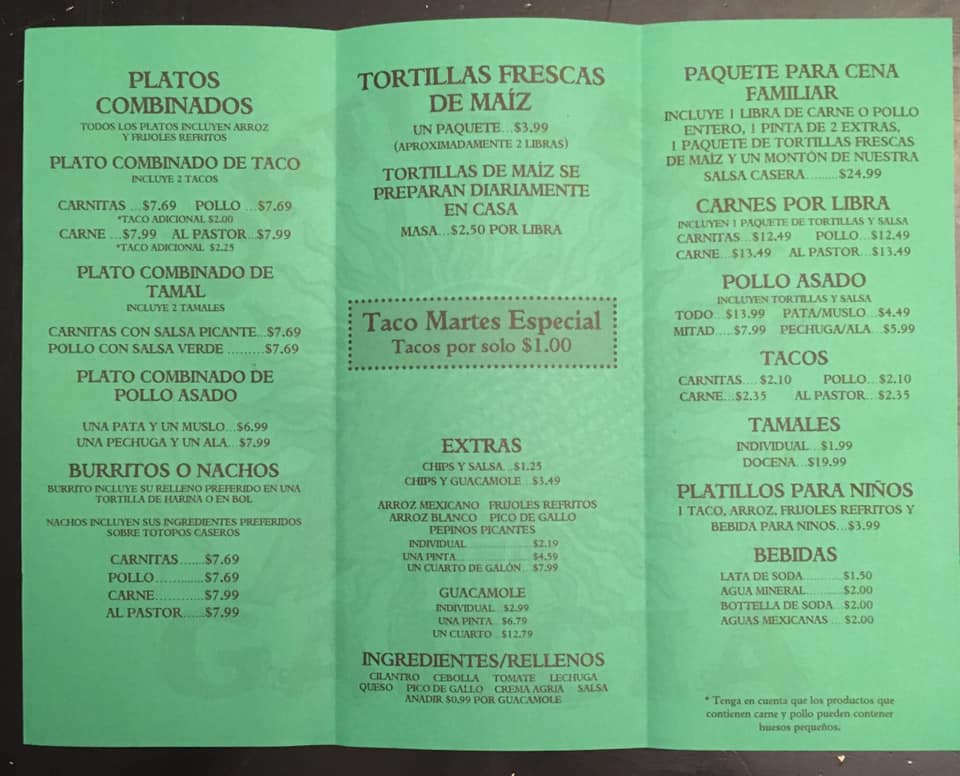 PLATOS
COMBINADOS
TODOS LOS PLATOS INCLUYEN ARROZ
Y FRIJOLES REFRITOS
PLATO COMBINADO DE TACO
INCLUYE 2 TACOS
CARNITAS ...$7.69 POLLO ...$7.69
*TACO ADICIONAL $2.00
CARNE ...$7.99 AL PASTOR...$7.99
*TACO ADICIONAL $2.25
PLATO COMBINADO DE
TAMAL
INCLUYE 2 TAMALES
CARNITAS CON SALSA PICANTE...$7.69
POLLO CON SALSA VERDE .........$7.69
PLATO COMBINADO DE
POLLO ASADO
UNA PATA Y UN MUSLO...$6.99
UNA PECHUGA Y UN ALA...$7.99
BURRITOS O NACHOS
BURRITO INCLUYE SU RELLENO PREFERIDO EN UNA
TORTILLA DE HARINA O EN BOL
NACHOS INCLUYEN SUS INGREDIENTES PREFERIDOS
SOBRE TOTOPOS CASEROS
CARNITAS......$7.69
POLLO............$7.69
CARNE............$7.99
AL PASTOR......$7.99
TORTILLAS FRESCAS
DE MAÍZ
UN PAQUETE...$3.99
(APROXIMADAMENTE 2 LIBRAS)
TORTILLAS DE MAÍZ SE
PREPARAN DIARIAMENTE
EN CASA
MASA...$2.50 POR LIBRA
Taco Martes Especial
Tacos por solo $1.00
EXTRAS
CHIPS Y SALSA...$1.25
CHIPS Y GUACAMOLE...$3.49
ARROZ MEXICANO FRIJOLES REFRITOS
ARROZ BLANCO PICO DE GALLO
PEPINOS PICANTES
INDIVIDUAL....................$2.19
UNA PINTA.......................$4.59
UN CUARTO DE GALÓN...$7.99
GUACAMOLE
INDIVIDUAL...$2.99
UNA PINTA...$6.79
UN CUARTO...$12.79
INGREDIENTES/RELLENOS
CILANTRO CEBOLLA TOMATE LECHUGA
QUESO PICO DE GALLO CREMA AGRIA SALSA
ANADIR $0.99 POR GUACAMOLE
PAQUETE PARA CENA
FAMILIAR
INCLUYE 1 LIBRA DE CARNE O POLLO
ENTERO, 1 PINTA DE 2 EXTRAS,
1 PAQUETE DE TORTILLAS FRESCAS
DE MAÍZ Y UN MONTÓN DE NUESTRA
SALSA CASERA.........$24.99
CARNES POR LIBRA
INCLUYEN 1 PAQUETE DE TORTILLAS Y SALSA
CARNITAS...$12.49 POLLO...$12.49
CARNE...$13.49 AL PASTOR...$13.49
POLLO ASADO
INCLUYEN TORTILLAS Y SALSA
TODO...$13.99 PATA/MUSLO...$4.49
MITAD.....$7.99 PECHUGA/ALA...$5.99
TACOS
CARNITAS.... $2.10 POLLO...$2.10
CARNE...$2.35 AL PASTOR...$2.35
TAMALES
INDIVIDUAL...$1.99
DOCENA...$19.99
PLATILLOS PARA NIÑOS
1 TACO, ARROZ, FRIJOLES REFRITOS Y
BEBIDA PARA NINOS...$3.99
BEBIDAS
LATA DE SODA...........$1.50
AGUA MINERAL...........$2.00
BOTTELLA DE SODA...$2.00
AGUAS MEXICANAS ... $2.00
* Tenga en cuenta que los productos que
contienen carne y pollo pueden contener
huesos pequeños.